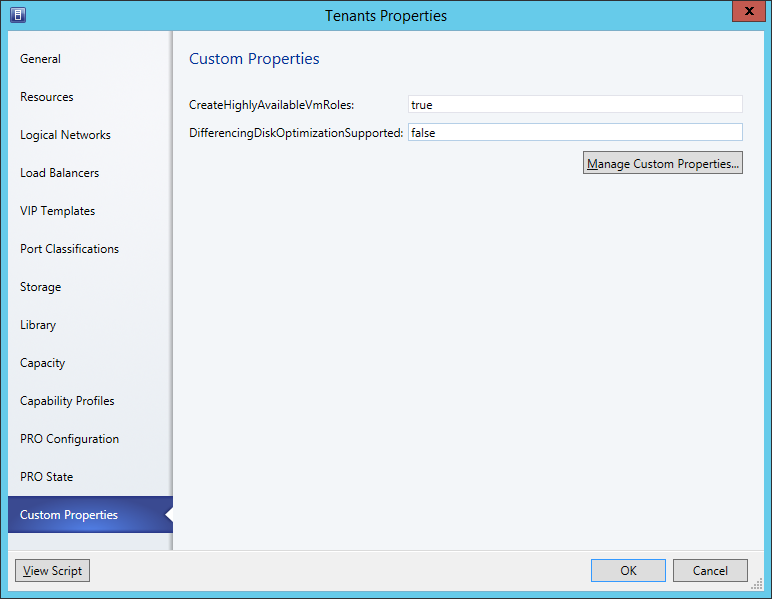 Tenants Properties
General
Resources
Logical Networks
Load Balancers
VIP Templates
Port Classifications
Storage
Library
Capacity
Capability Profiles
PRO Configuration
PRO State
Custom Properties
Custom Properties
CreateHighlyAvailableVmRoles: true
DifferencingDiskOptimizationSupported: false
Manage Custom Properties...
View Script
OK
Cancel